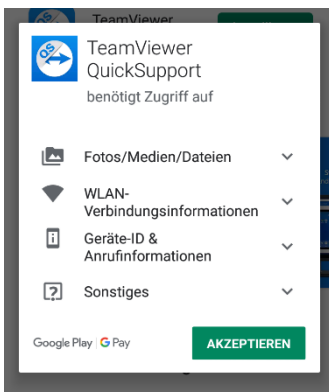 TeamViewer
TeamViewer
QuickSupport
benötigt Zugriff auf
Fotos/Medien/Dateien
WLAN-
Verbindungsinformationen
Geräte-ID &
Anrufinformationen
Sonstiges
Google Play | G Pay
AKZEPTIEREN